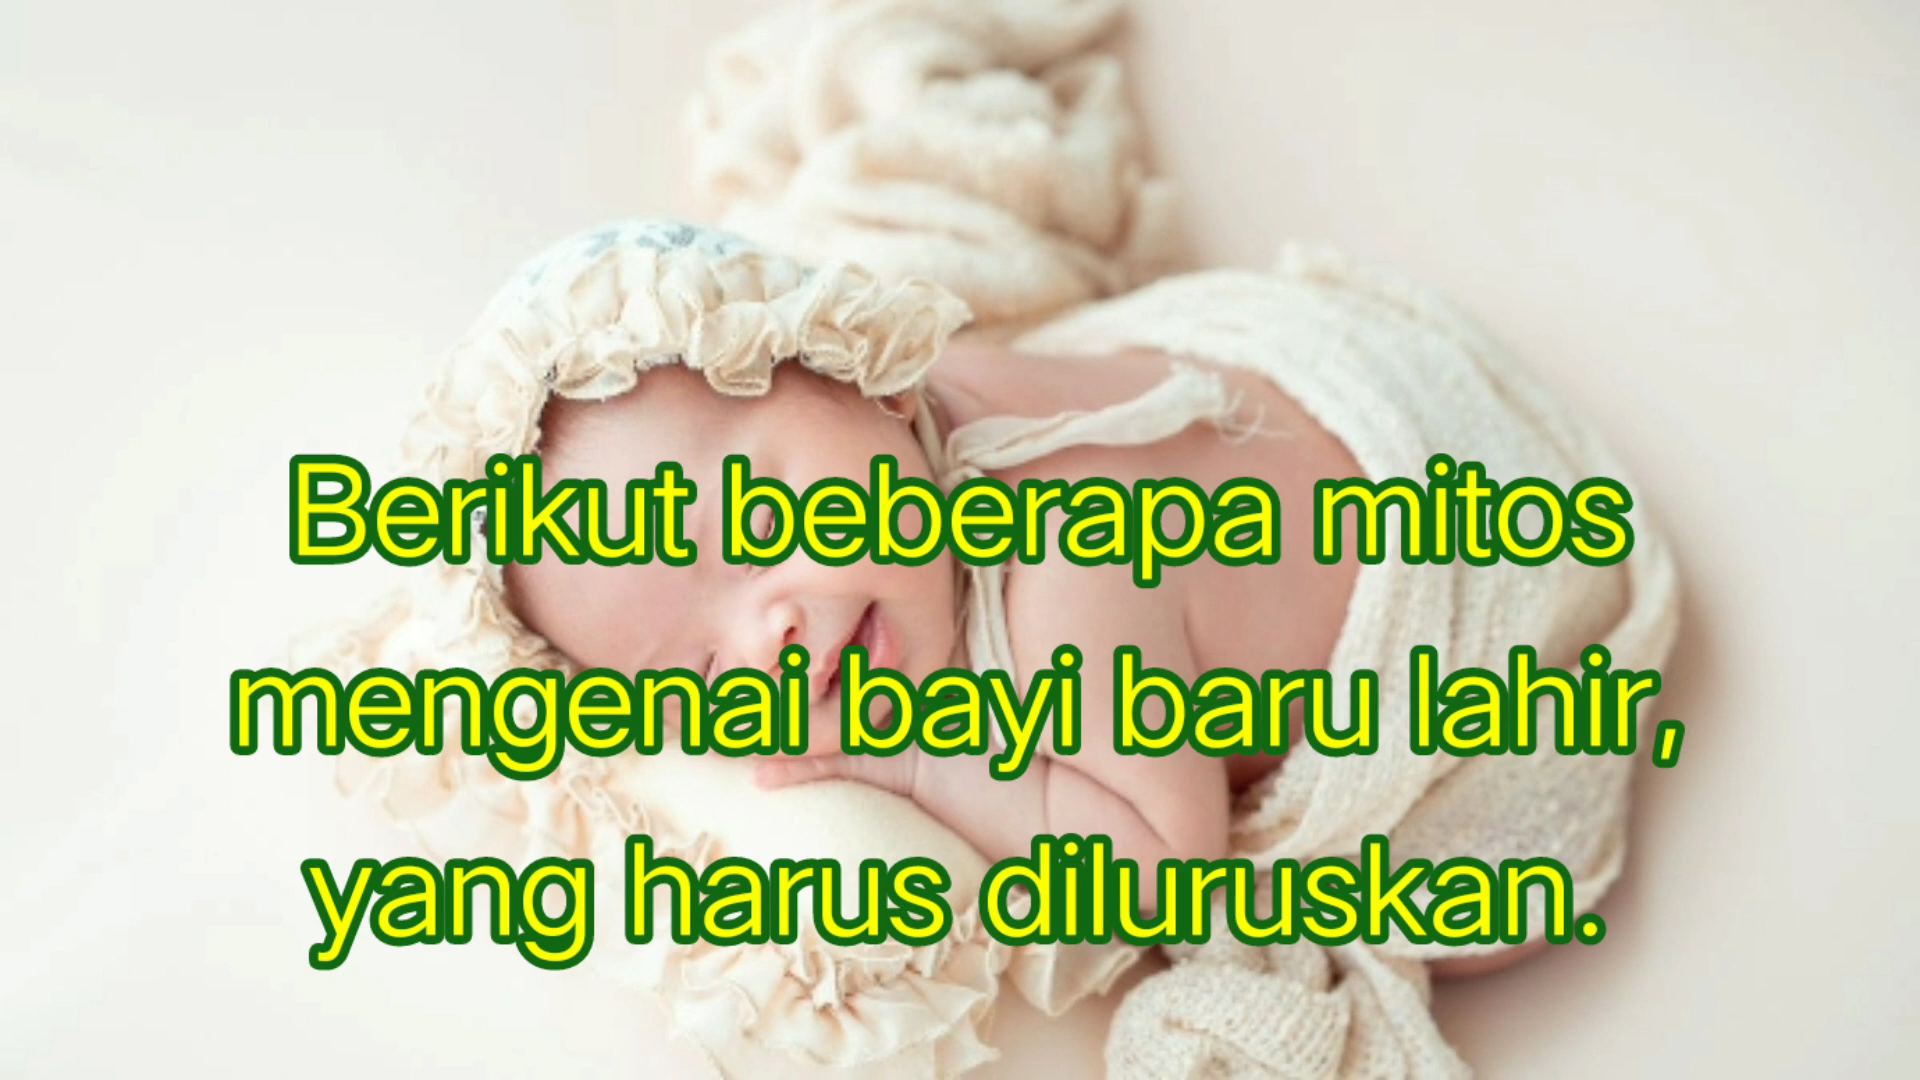 Berikut beberapa mitos
mengenai bayi baru lahir,
yang harus diluruskan.